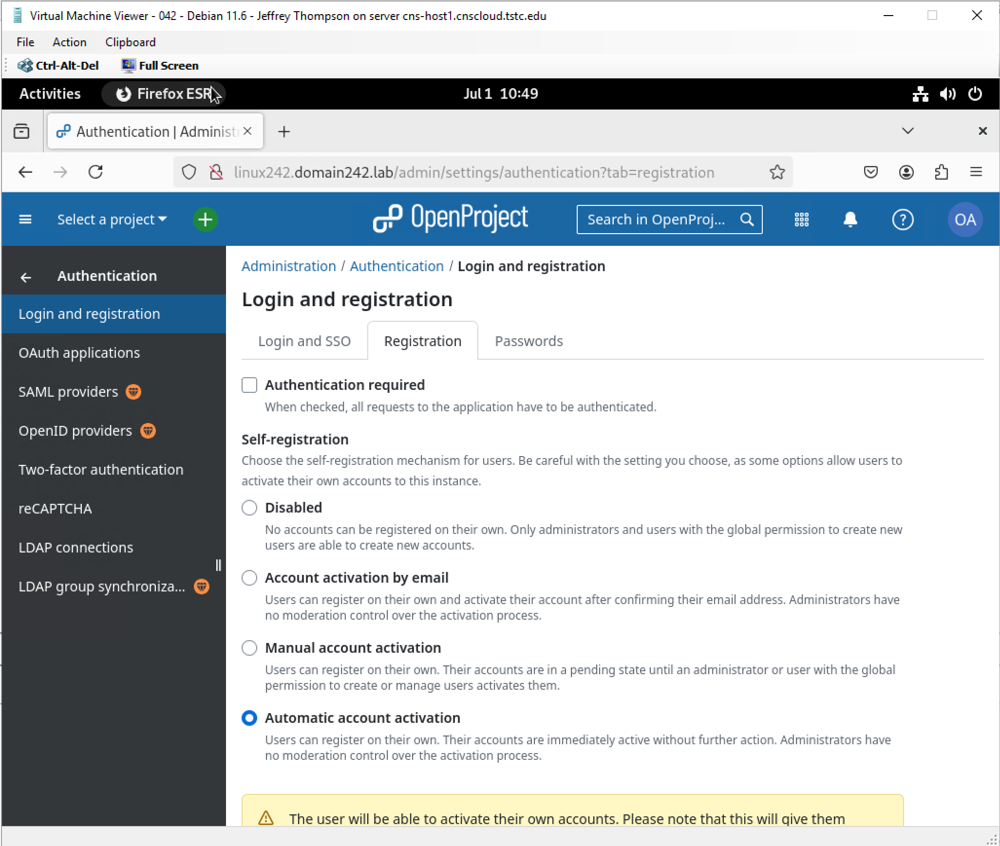 Virtual Machine Viewer - 042 - Debian 11.6 - Jeffrey Thompson on server cns-host1.cnscloud.tstc.edu
File Action Clipboard
Ctrl-Alt-Del Full Screen
Activities Firefox ESR Jul 1 10:49
Authentication | Administr
linux242.domain242.lab/admin/settings/authentication?tab=registration
Select a project OpenProject Search in OpenProj... OA
Authentication
Login and registration
OAuth applications
SAML providers
OpenID providers
Two-factor authentication
reCAPTCHA
LDAP connections
LDAP group synchroniza...
Administration / Authentication / Login and registration
Login and registration
Login and SSO Registration Passwords
Authentication required
When checked, all requests to the application have to be authenticated.
Self-registration
Choose the self-registration mechanism for users. Be careful with the setting you choose, as some options allow users to
activate their own accounts to this instance.
Disabled
No accounts can be registered on their own. Only administrators and users with the global permission to create new
users are able to create new accounts.
Account activation by email
Users can register on their own and activate their account after confirming their email address. Administrators have
no moderation control over the activation process.
Manual account activation
Users can register on their own. Their accounts are in a pending state until an administrator or user with the global
permission to create or manage users activates them.
Automatic account activation
Users can register on their own. Their accounts are immediately active without further action. Administrators have
no moderation control over the activation process.
The user will be able to activate their own accounts. Please note that this will give them